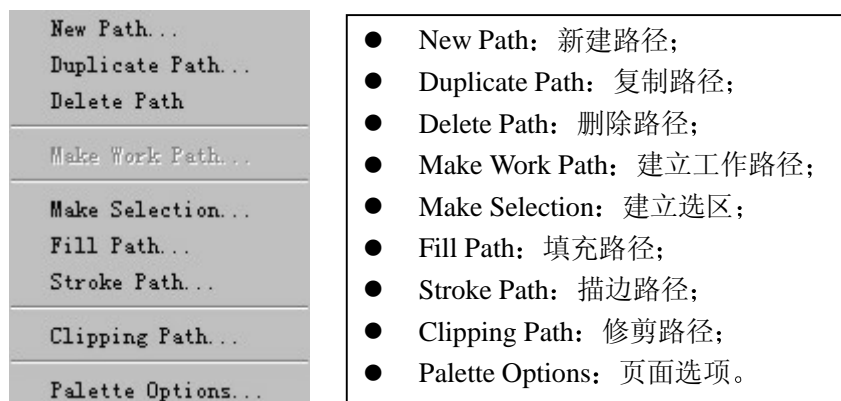 New Path...
Duplicate Path...
Delete Path
Make Work Path...
Make Selection...
Fill Path...
Stroke Path...
Clipping Path...
Palette Options...
● New Path：新建路径；
● Duplicate Path：复制路径；
● Delete Path：删除路径；
● Make Work Path：建立工作路径；
● Make Selection：建立选区；
● Fill Path：填充路径；
● Stroke Path：描边路径；
● Clipping Path：修剪路径；
● Palette Options：页面选项。